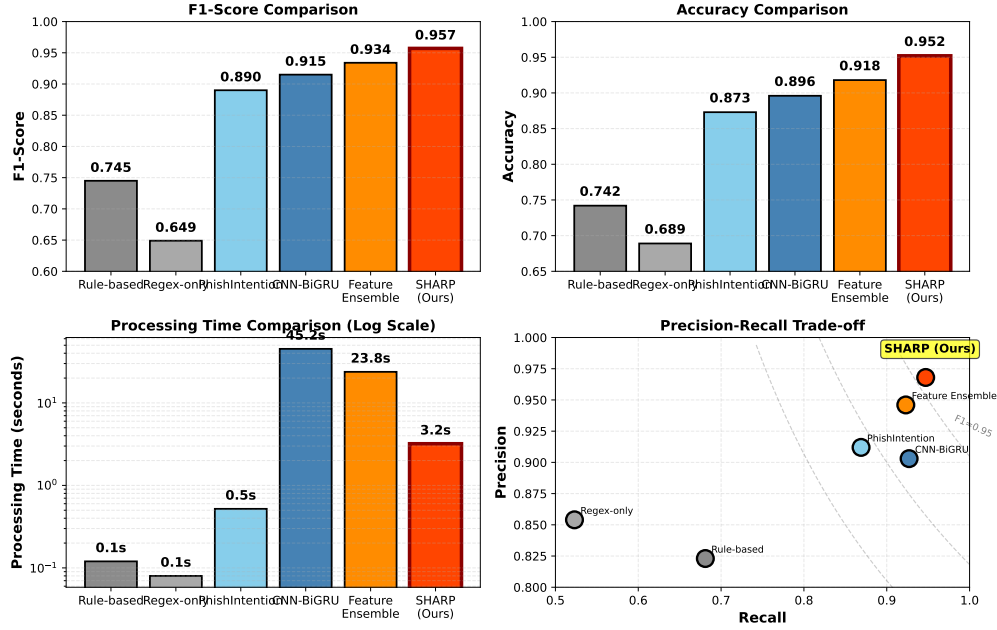 F1-Score Comparison
F1-Score
1.00
0.95
0.90
0.85
0.80
0.75
0.70
0.65
0.60
0.745
0.649
0.890
0.915
0.934
0.957
Rule-based
Regex-only
PhishIntention
CNN-BiGRU
Feature
Ensemble
SHARP
(Ours)
Accuracy Comparison
Accuracy
1.00
0.95
0.90
0.85
0.80
0.75
0.70
0.65
0.742
0.689
0.873
0.896
0.918
0.952
Rule-based
Regex-only
PhishIntention
CNN-BiGRU
Feature
Ensemble
SHARP
(Ours)
Processing Time Comparison (Log Scale)
Processing Time (seconds)
10¹
10⁰
10⁻¹
0.1s
0.1s
0.5s
45.2s
23.8s
3.2s
Rule-based
Regex-only
PhishIntention
CNN-BiGRU
Feature
Ensemble
SHARP
(Ours)
Precision-Recall Trade-off
Precision
1.000
0.975
0.950
0.925
0.900
0.875
0.850
0.825
0.800
SHARP (Ours)
Feature Ensemble
F1=0.95
PhishIntention
CNN-BiGRU
Regex-only
Rule-based
0.5
0.6
0.7
0.8
0.9
1.0
Recall